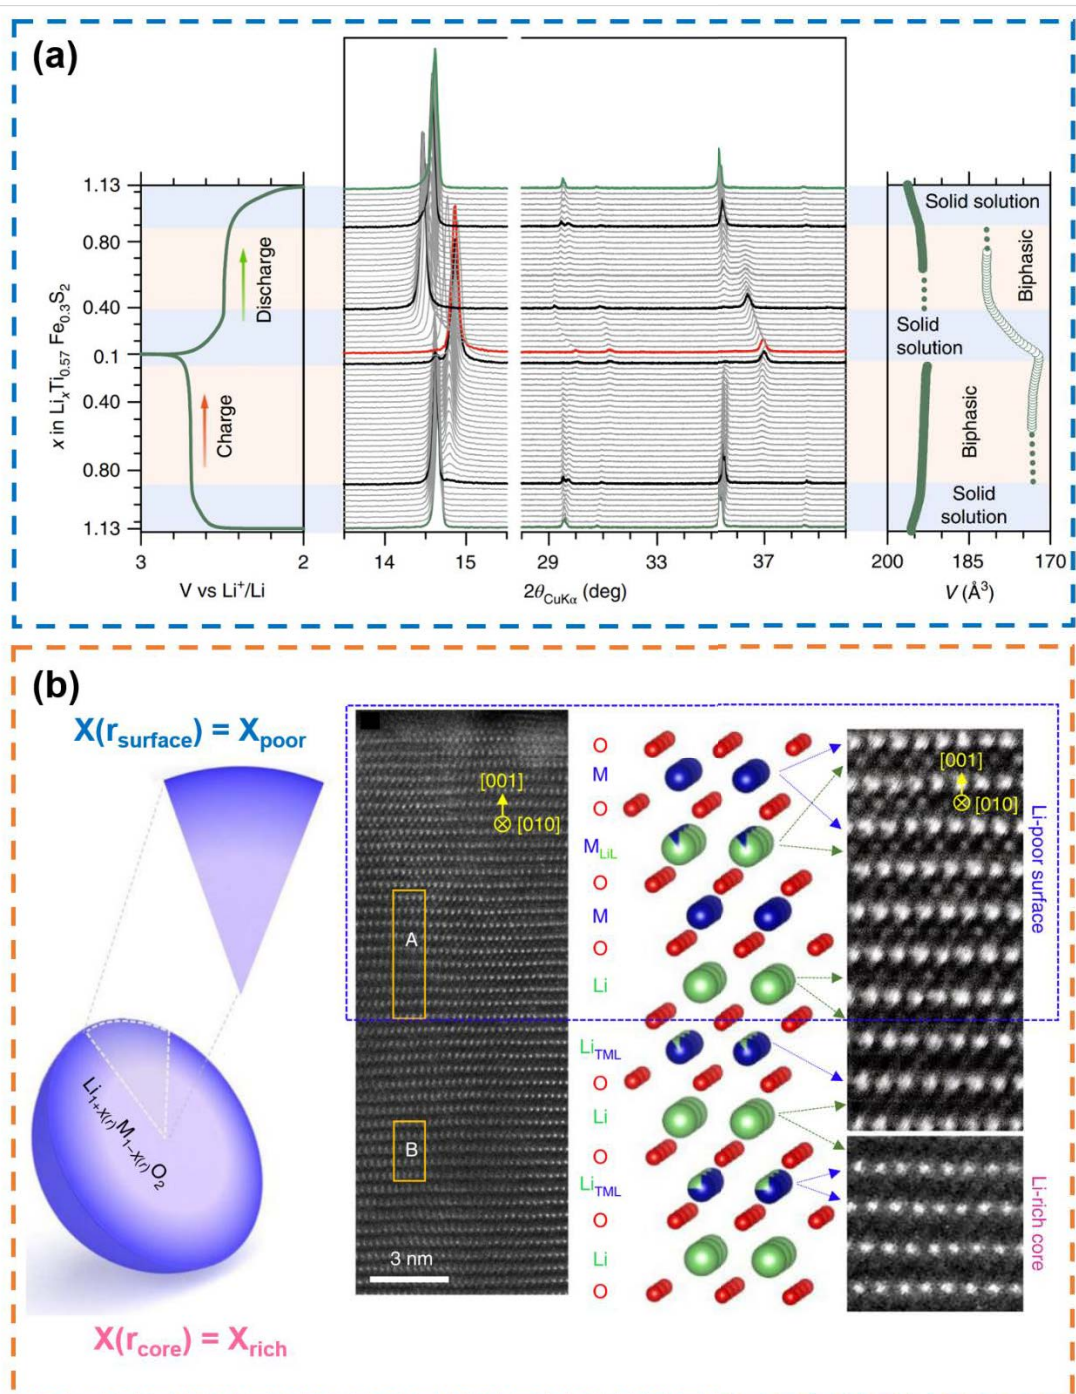 (a)
1.13
0.80
0.40
0.1
0.40
0.80
1.13
x in LiₓTi₀.₅₇ Fe₀.₃S₂
Discharge
Charge
3
2
V vs Li⁺/Li
14
15
29
33
37
2θCuKα (deg)
Solid solution
Biphasic
Solid
solution
Biphasic
Solid
solution
200
185
170
V (Å³)
(b)
X(rsurface) = Xpoor
Li1+X(r)M1−X(r)O2
X(rcore) = Xrich
[001]
[010]
A
B
3 nm
O
M
O
MLiL
O
M
O
Li
O
LiTML
O
Li
O
LiTML
O
Li
O
[001]
[010]
Li-poor surface
Li-rich core